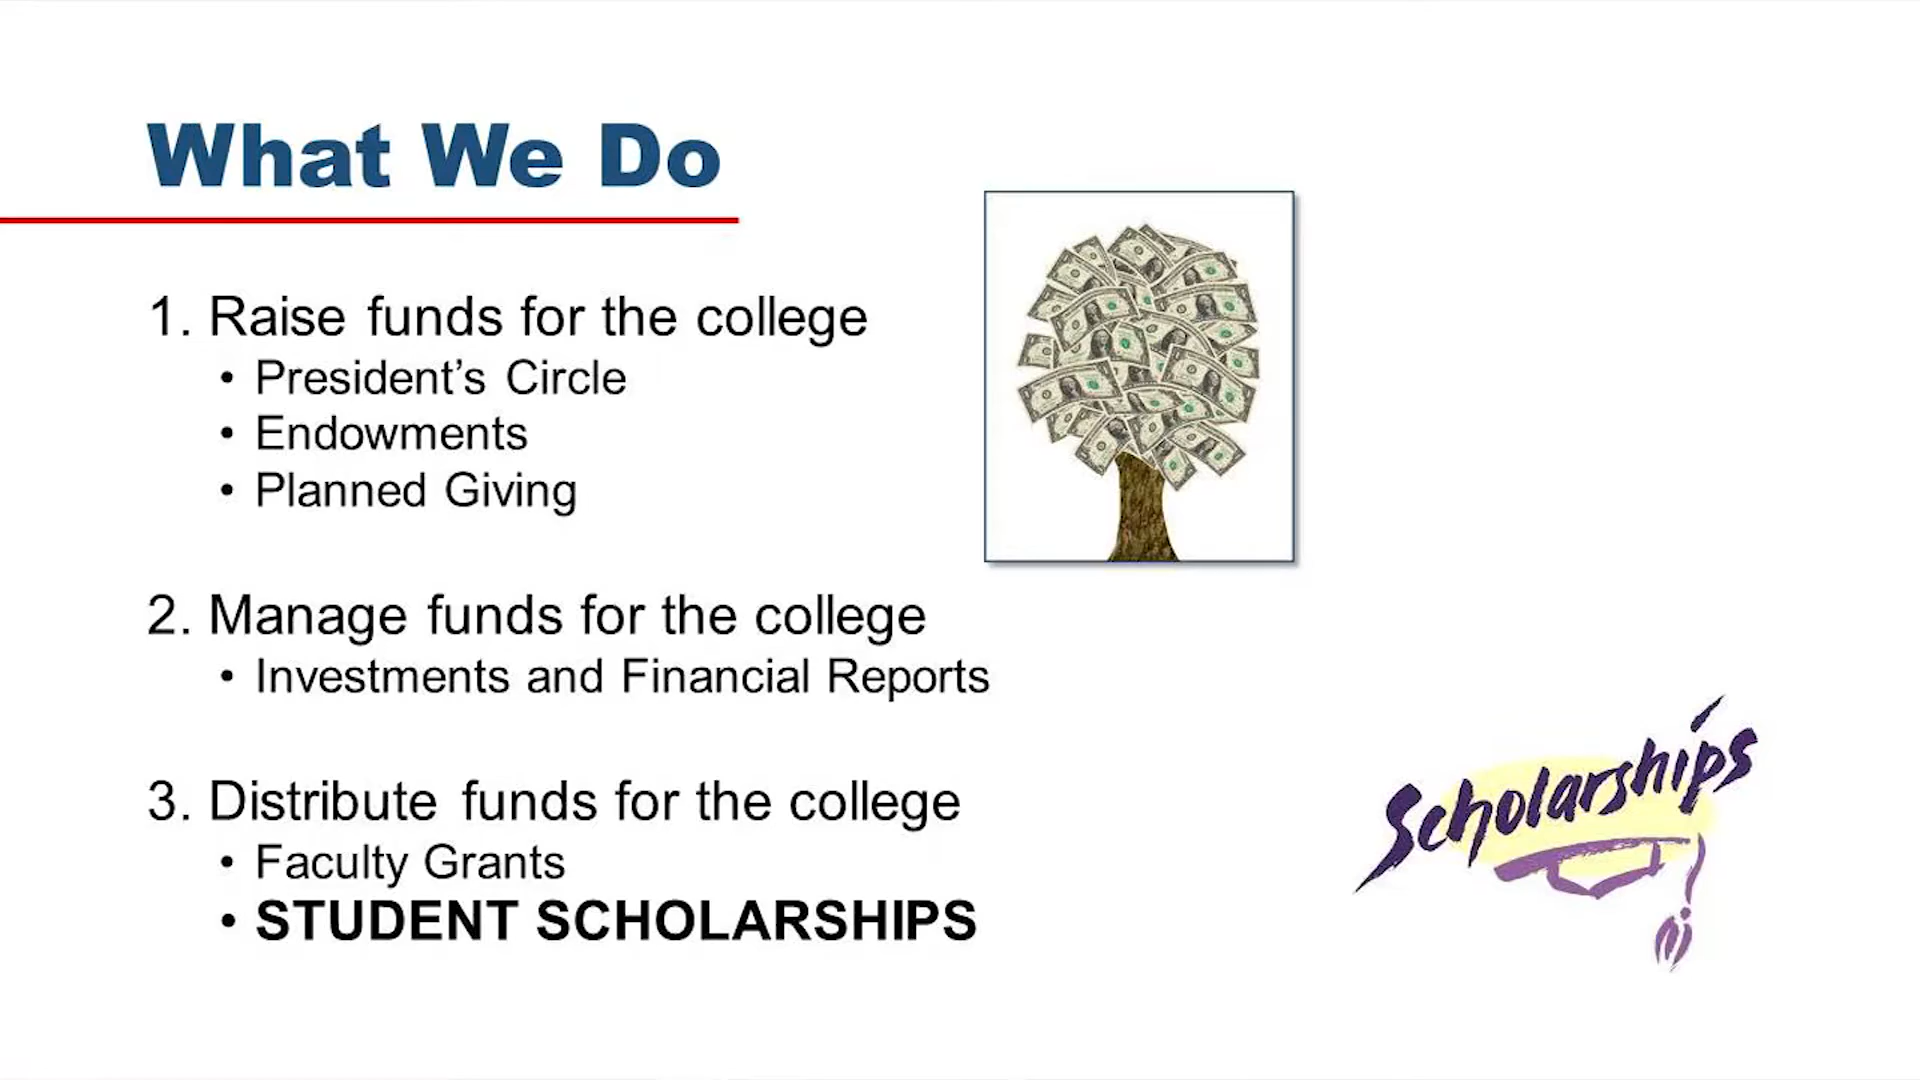 What We Do
1. Raise funds for the college
• President’s Circle
• Endowments
• Planned Giving
2. Manage funds for the college
• Investments and Financial Reports
3. Distribute funds for the college
• Faculty Grants
• STUDENT SCHOLARSHIPS
Scholarships